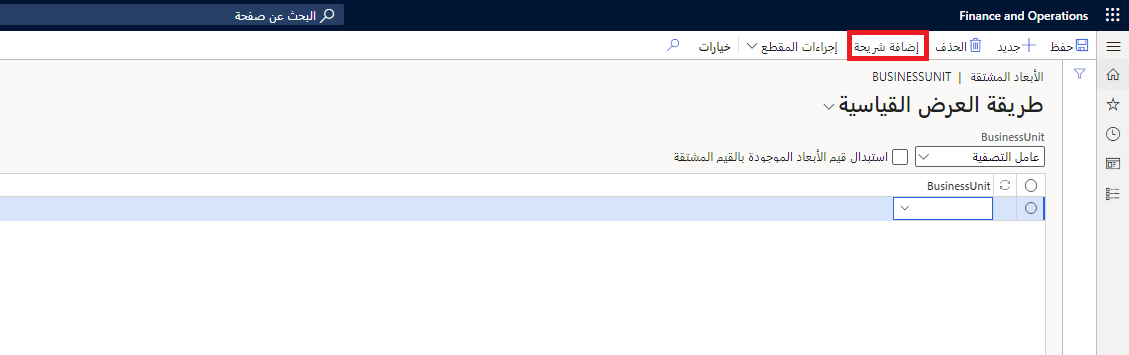 Finance and Operations
البحث عن صفحة
حفظ
جديد
الحذف
إضافة شريحة
إجراءات المقطع
خيارات
الأبعاد المشتقة | BUSINESSUNIT
طريقة العرض القياسية
BusinessUnit
عامل التصفية
استبدال قيم الأبعاد الموجودة بالقيم المشتقة
BusinessUnit